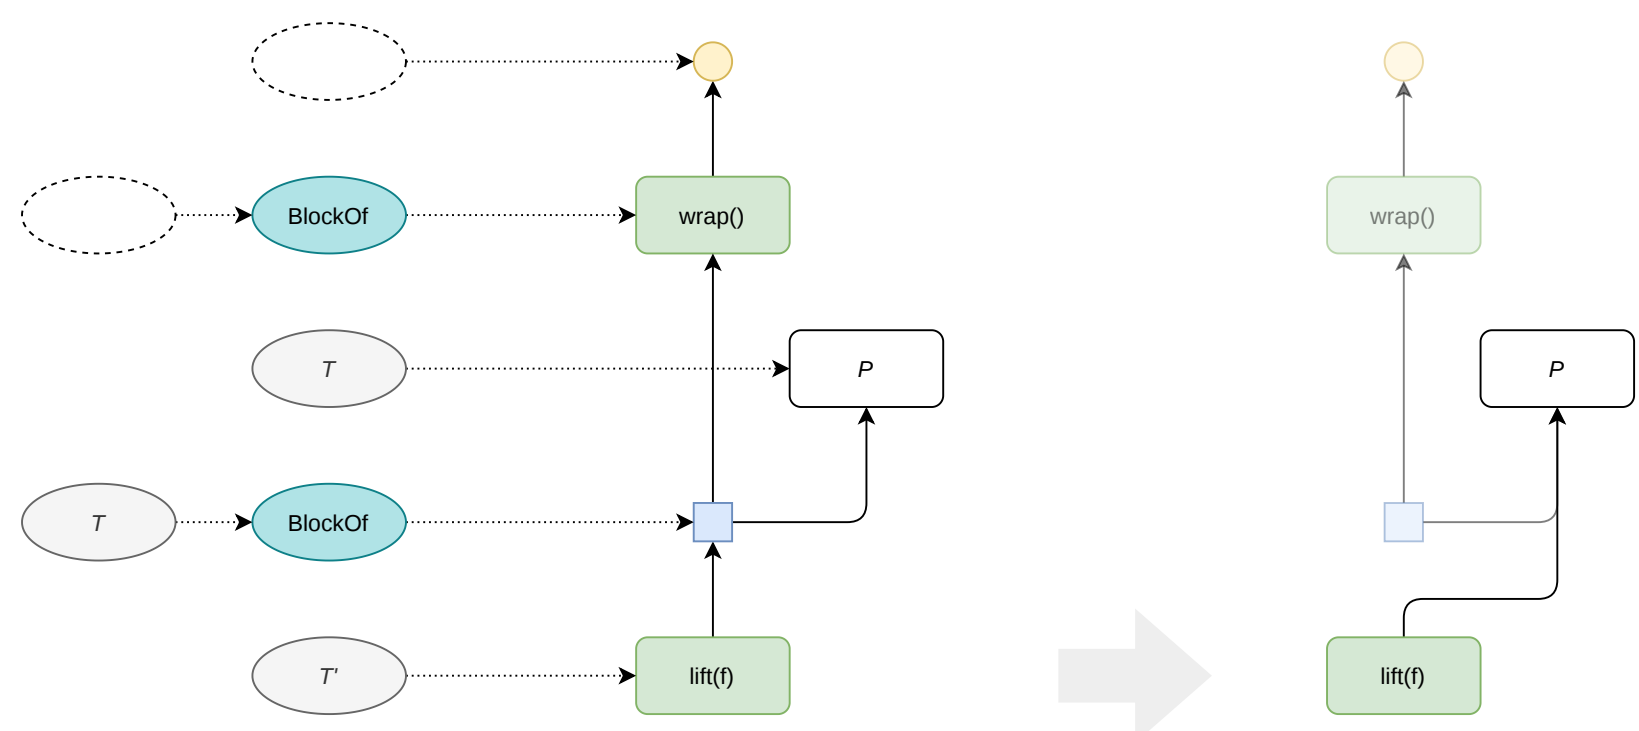 BlockOf wrap() wrap()
T P P
T BlockOf
T' lift(f) lift(f)